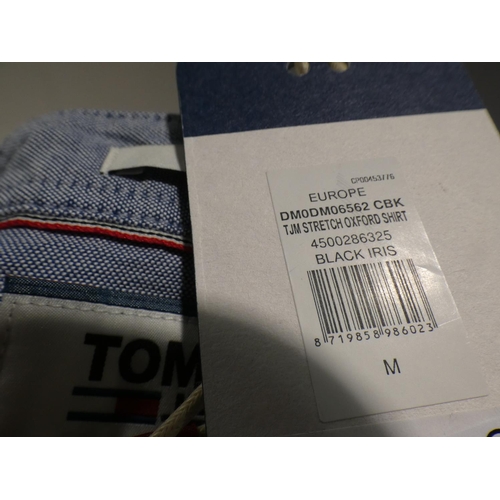 CP00453776
EUROPE
DM0DM06562 CBK
TJM STRETCH OXFORD SHIRT
4500286325
BLACK IRIS
8 719858 986023
M
TOM